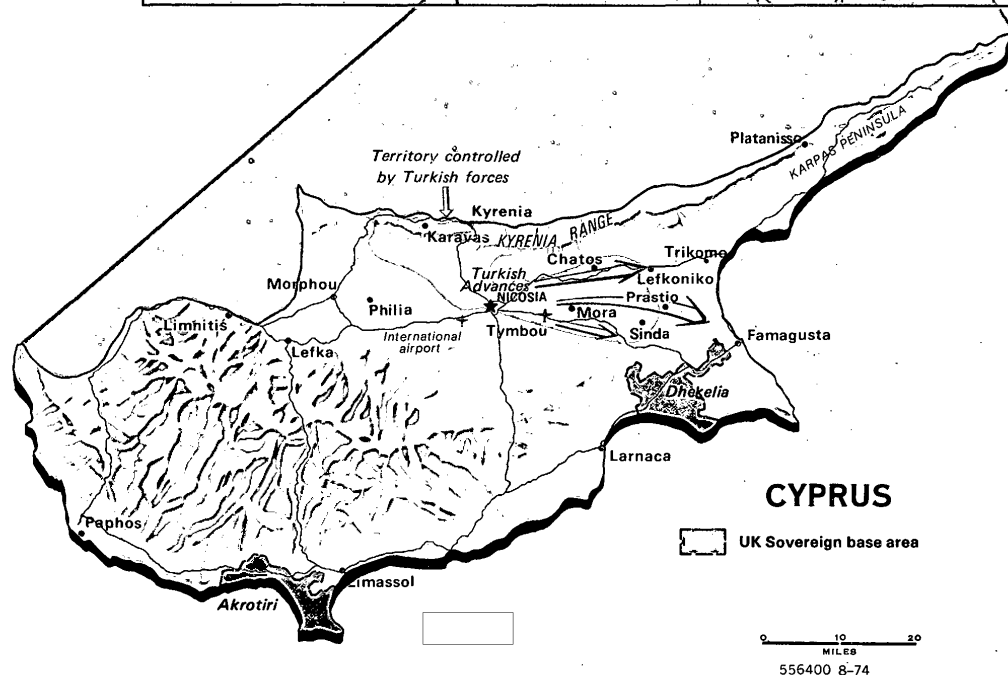 Platanisso
KARPAS PENINSULA
Territory controlled
by Turkish forces
Kyrenia
Karavas
KYRENIA RANGE
Chatos
Trikomo
Turkish
Advances
Lefkoniko
Morphou
NICOSIA
Prastio
Philia
Mora
Limhitis
International
airport
Tymbou
Sinda
Famagusta
Lefka
Dhekelia
Larnaca
CYPRUS
Paphos
UK Sovereign base area
Limassol
Akrotiri
0 10 20
MILES
556400 8-74